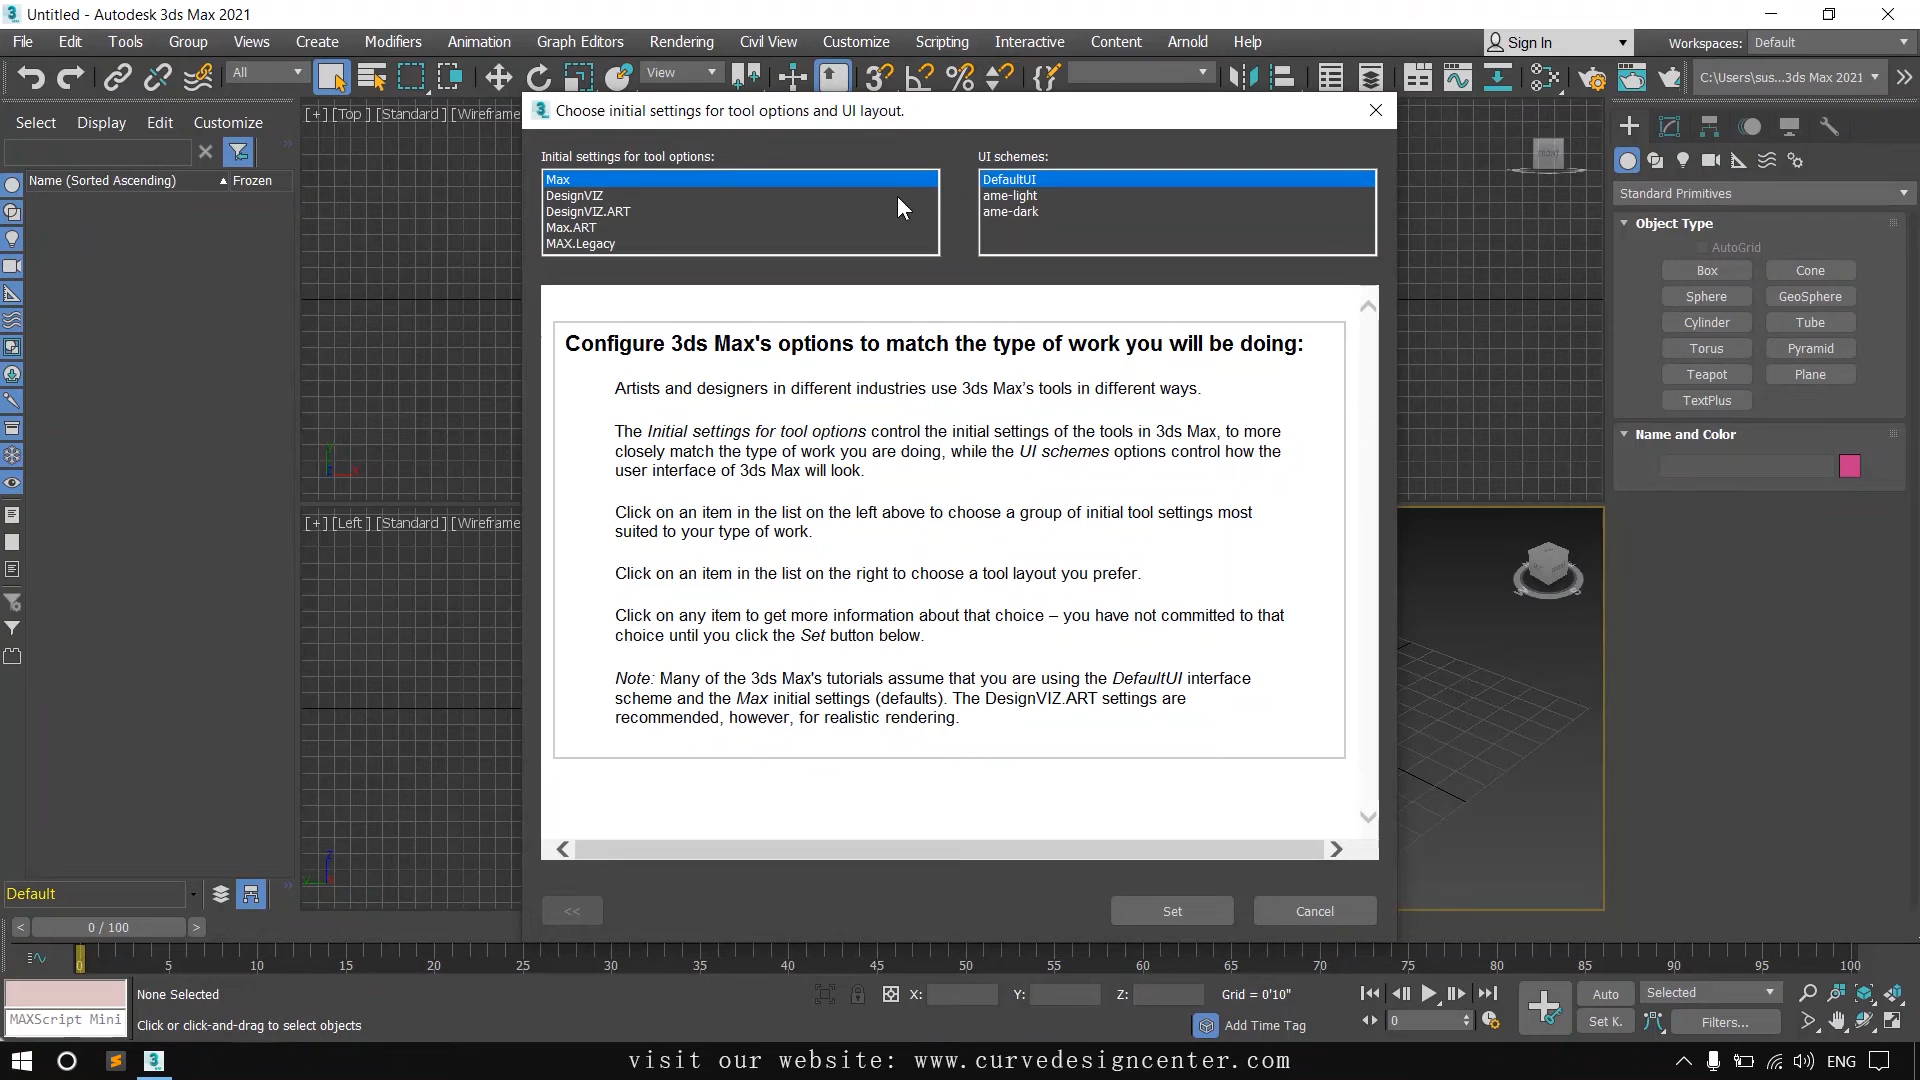 Untitled - Autodesk 3ds Max 2021
File Edit Tools Group Views Create Modifiers Animation Graph Editors Rendering Civil View Customize Scripting Interactive Content Arnold Help
Sign In
Workspaces: Default
All
View
C:\Users\sus...3ds Max 2021
Select Display Edit Customize
Name (Sorted Ascending) Frozen
[+] [Top ] [Standard] [Wireframe
[+] [Left ] [Standard] [Wireframe
Choose initial settings for tool options and UI layout.
Initial settings for tool options:
Max
DesignVIZ
DesignVIZ.ART
Max.ART
MAX.Legacy
UI schemes:
DefaultUI
ame-light
ame-dark
Configure 3ds Max's options to match the type of work you will be doing:
Artists and designers in different industries use 3ds Max’s tools in different ways.
The Initial settings for tool options control the initial settings of the tools in 3ds Max, to more
closely match the type of work you are doing, while the UI schemes options control how the
user interface of 3ds Max will look.
Click on an item in the list on the left above to choose a group of initial tool settings most
suited to your type of work.
Click on an item in the list on the right to choose a tool layout you prefer.
Click on any item to get more information about that choice – you have not committed to that
choice until you click the Set button below.
Note: Many of the 3ds Max's tutorials assume that you are using the DefaultUI interface
scheme and the Max initial settings (defaults). The DesignVIZ.ART settings are
recommended, however, for realistic rendering.
<<
Set
Cancel
Standard Primitives
Object Type
AutoGrid
Box Cone
Sphere GeoSphere
Cylinder Tube
Torus Pyramid
Teapot Plane
TextPlus
Name and Color
Default
< 0 / 100 >
0 5 10 15 20 25 30 35 40 45 50 55 60 65 70 75 80 85 90 95 100
None Selected
MAXScript Mini
Click or click-and-drag to select objects
X: Y: Z: Grid = 0'10"
Add Time Tag
0
Auto Selected
Set K. Filters...
visit our website: www.curvedesigncenter.com
ENG